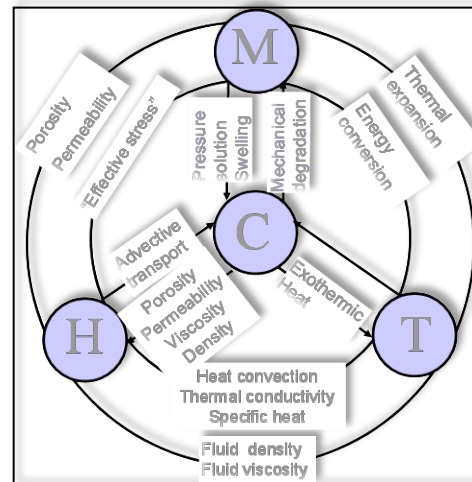 M
Porosity
Permeability
"Effective stress"
Pressure
solution
Swelling
Mechanical
degradation
Energy
conversion
Thermal
expansion
C
Advective
transport
Porosity
Permeability
Viscosity
Density
Exothermic
Heat
H
T
Heat convection
Thermal conductivity
Specific heat
Fluid density
Fluid viscosity